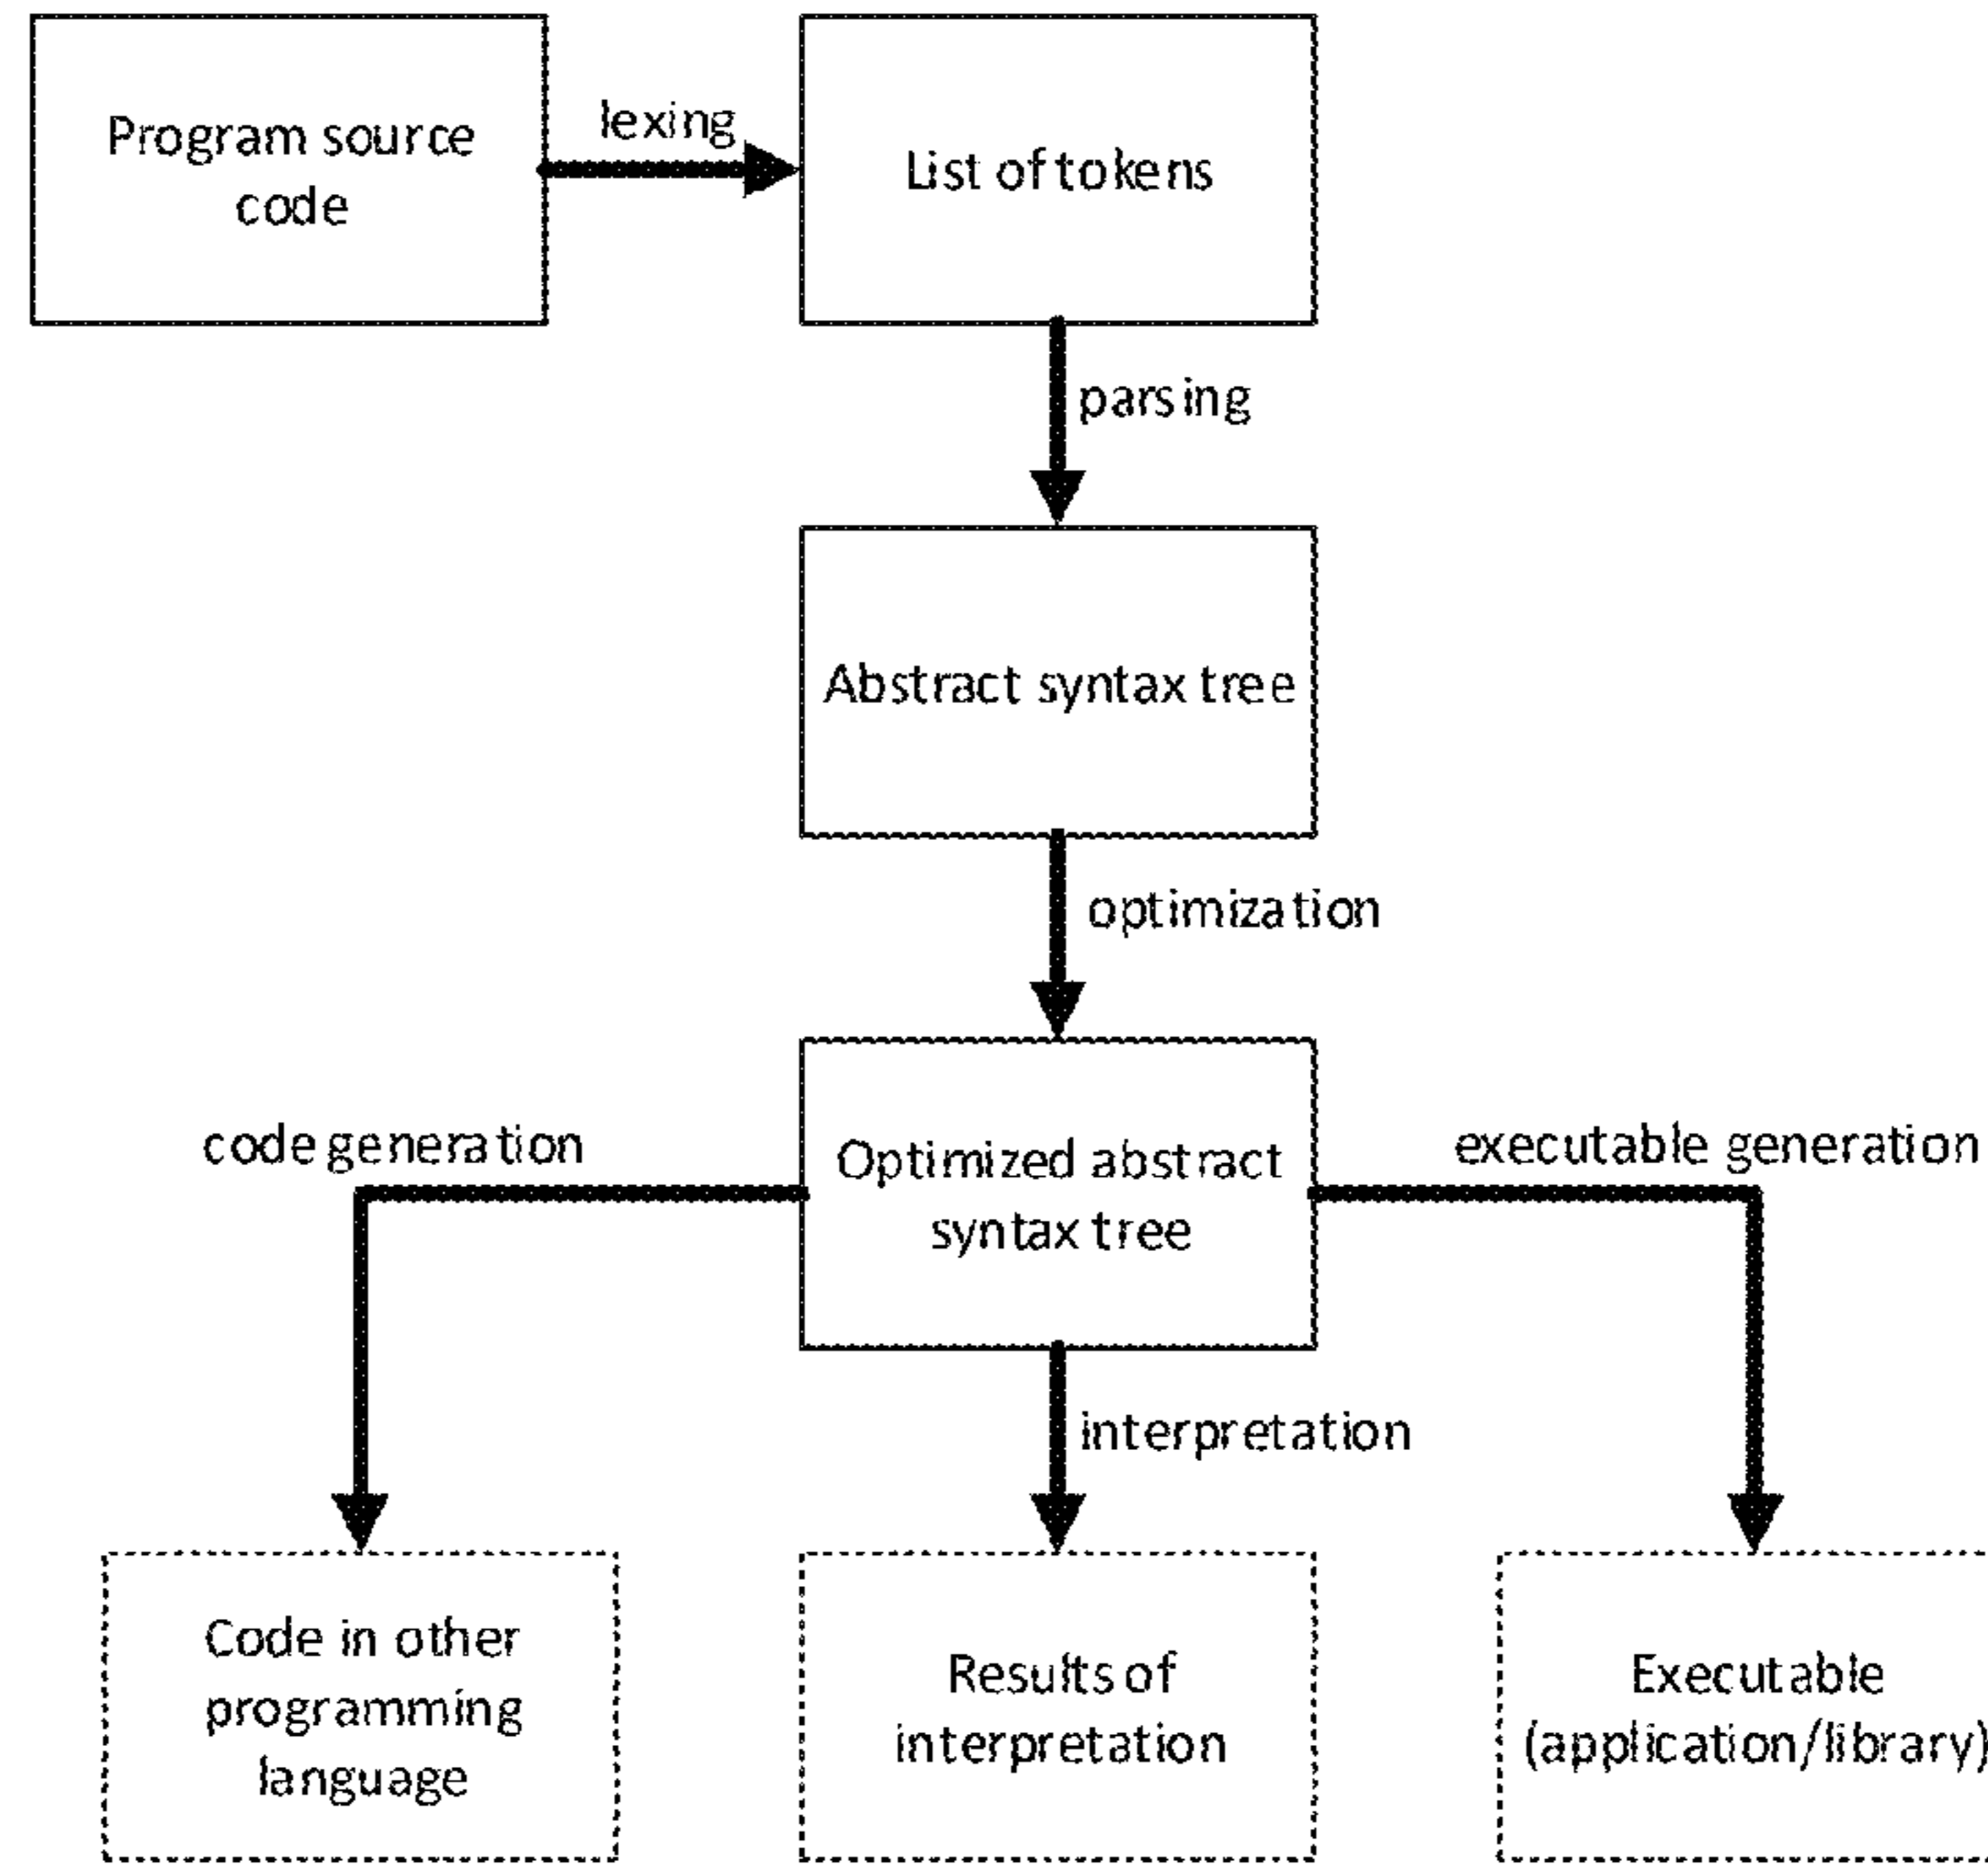 Program source
code
lexing
List of tokens
parsing
Abstract syntax tree
optimization
code generation
Optimized abstract
syntax tree
executable generation
interpretation
Code in other
programming
language
Results of
interpretation
Executable
(application/library)